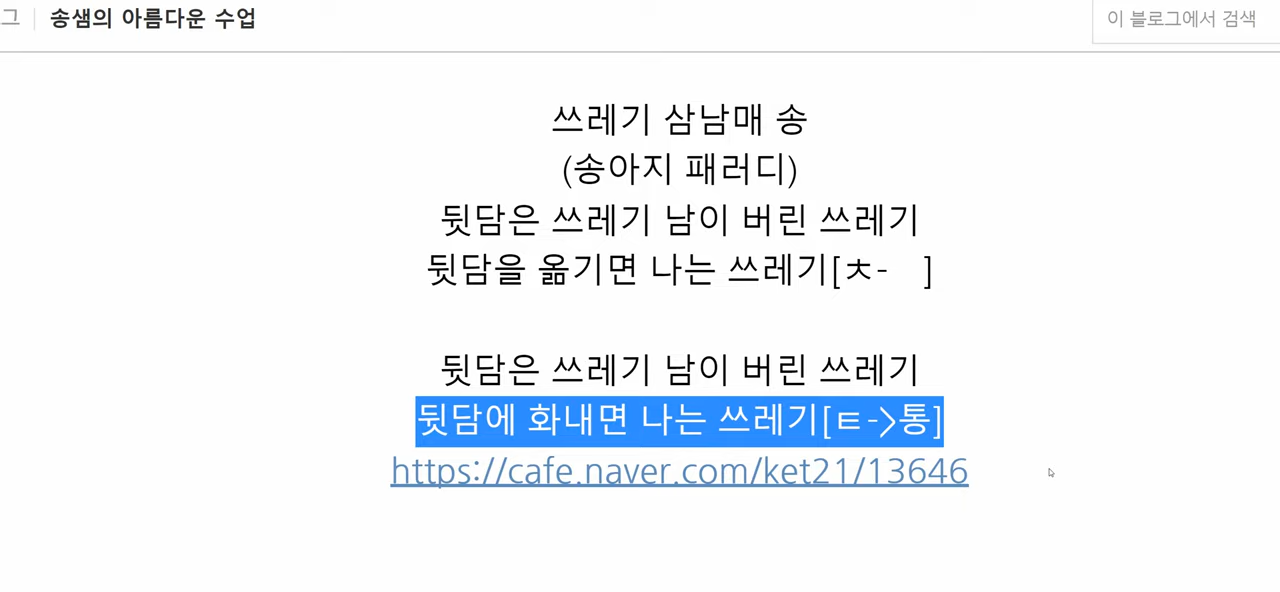 그 송샘의 아름다운 수업 이 블로그에서 검색
쓰레기 삼남매 송
(송아지 패러디)
뒷담은 쓰레기 남이 버린 쓰레기
뒷담을 옮기면 나는 쓰레기[ㅊ- ]
뒷담은 쓰레기 남이 버린 쓰레기
뒷담에 화내면 나는 쓰레기[ㅌ->통]
https://cafe.naver.com/ket21/13646